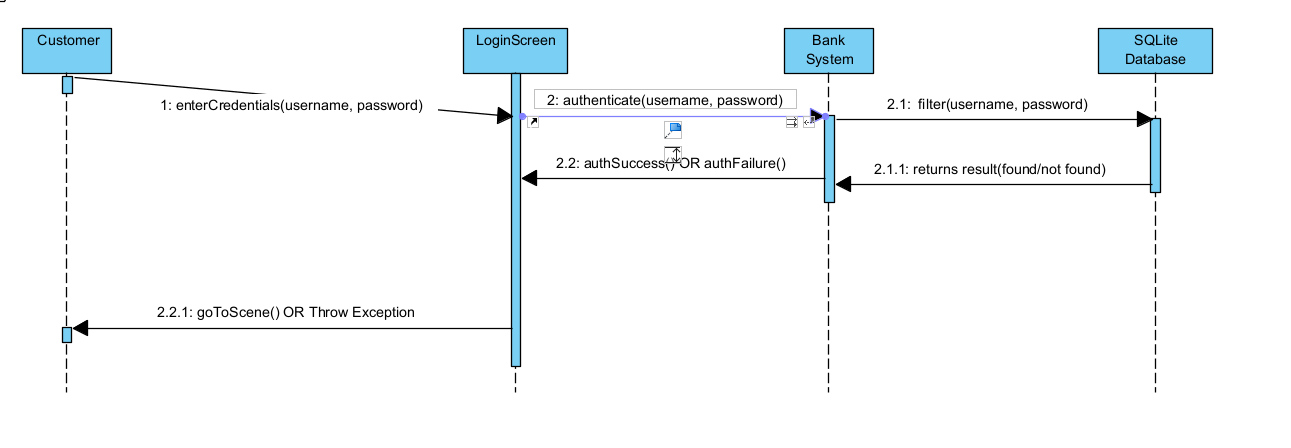 Customer
LoginScreen
Bank
System
SQLite
Database
1: enterCredentials(username, password)
2: authenticate(username, password)
2.1:  filter(username, password)
2.2: authSuccess() OR authFailure()
2.1.1: returns result(found/not found)
2.2.1: goToScene() OR Throw Exception